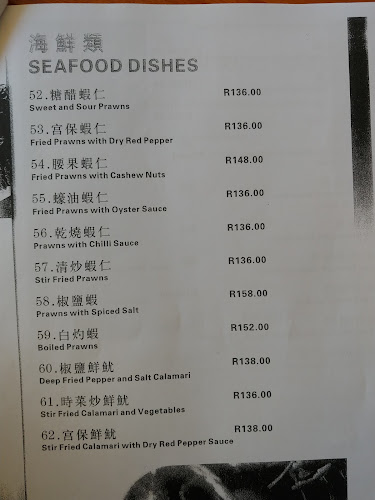 海鮮類
SEAFOOD DISHES
52.糖醋蝦仁 R136.00
Sweet and Sour Prawns
53.宮保蝦仁 R136.00
Fried Prawns with Dry Red Pepper
54.腰果蝦仁 R148.00
Fried Prawns with Cashew Nuts
55.蠔油蝦仁 R136.00
Fried Prawns with Oyster Sauce
56.乾燒蝦仁 R136.00
Prawns with Chilli Sauce
57.清炒蝦仁 R136.00
Stir Fried Prawns
58.椒鹽蝦 R158.00
Prawns with Spiced Salt
59.白灼蝦 R152.00
Boiled Prawns
60.椒鹽鮮魷 R138.00
Deep Fried Pepper and Salt Calamari
61.時菜炒鮮魷 R136.00
Stir Fried Calamari and Vegetables
62.宮保鮮魷 R138.00
Stir Fried Calamari with Dry Red Pepper Sauce